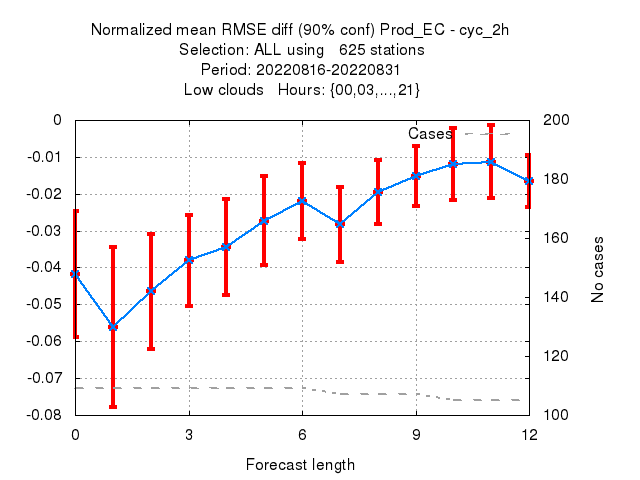 Normalized mean RMSE diff (90% conf) Prod_EC - cyc_2h
Selection: ALL using   625 stations
Period: 20220816-20220831
Low clouds   Hours: {00,03,...,21}
0
-0.01
-0.02
-0.03
-0.04
-0.05
-0.06
-0.07
-0.08
Cases
200
180
160
140
120
100
No cases
0 3 6 9 12
Forecast length